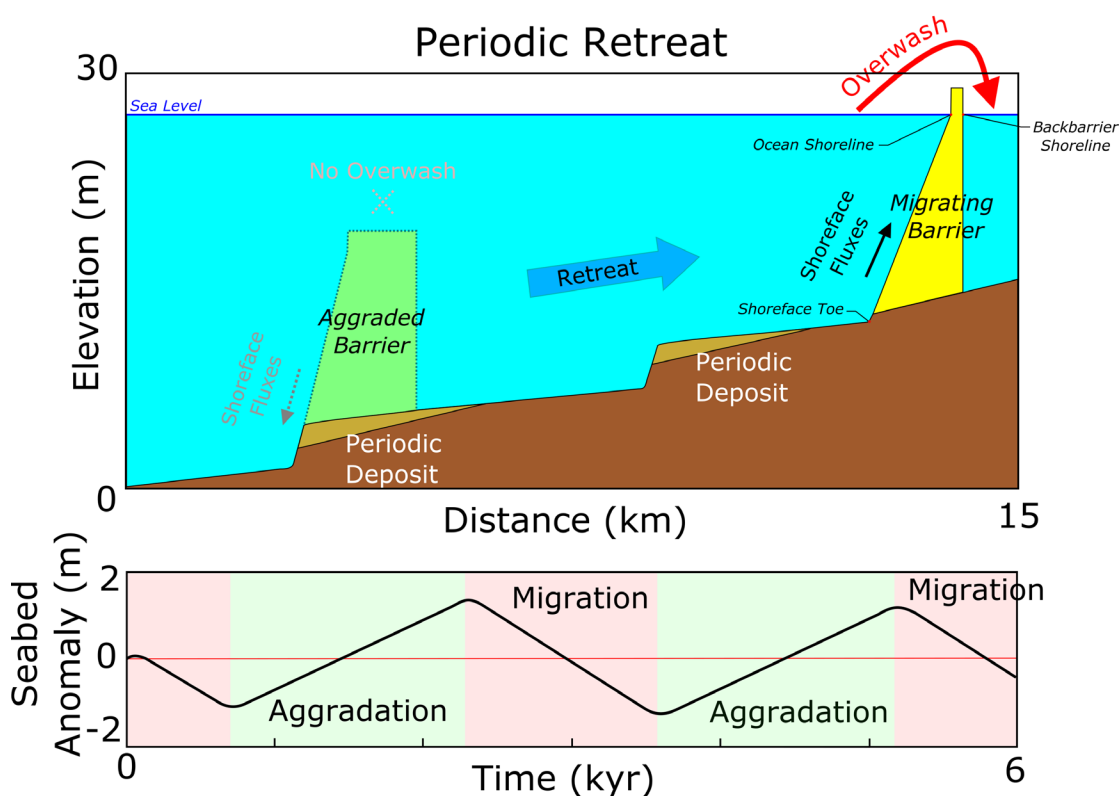 Periodic Retreat
30
Overwash
Sea Level
Ocean Shoreline
Backbarrier
Shoreline
No Overwash
Migrating
Barrier
Shoreface
Fluxes
Retreat
Elevation (m)
Shoreface Toe
Aggraded
Barrier
Shoreface
Fluxes
Periodic
Deposit
Periodic
Deposit
0
Distance (km)
15
Seabed
Anomaly (m)
2
0
-2
Migration
Migration
Aggradation
Aggradation
0
Time (kyr)
6